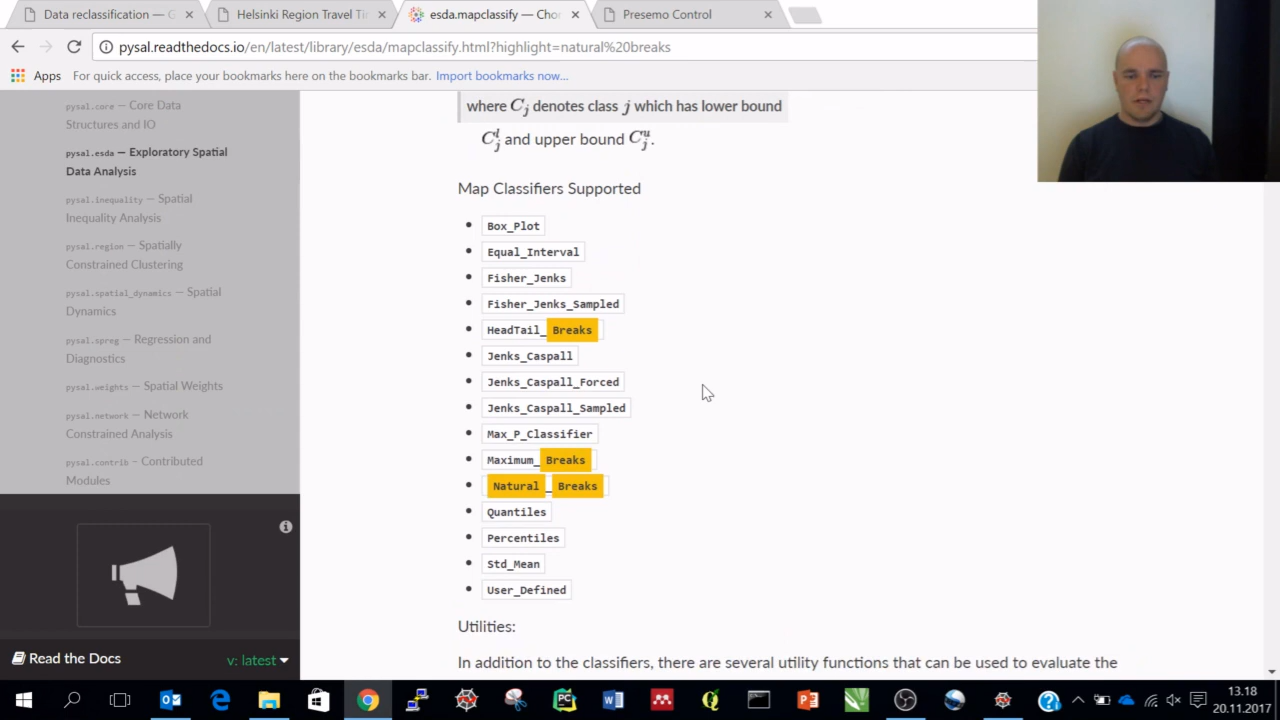 Data reclassification — G
Helsinki Region Travel Ti
esda.mapclassify — Chor
Presemo Control
pysal.readthedocs.io/en/latest/library/esda/mapclassify.html?highlight=natural%20breaks
Apps
For quick access, place your bookmarks here on the bookmarks bar. Import bookmarks now...
pysal.core — Core Data
Structures and IO
pysal.esda — Exploratory Spatial
Data Analysis
pysal.inequality — Spatial
Inequality Analysis
pysal.region — Spatially
Constrained Clustering
pysal.spatial_dynamics — Spatial
Dynamics
pysal.spreg — Regression and
Diagnostics
pysal.weights — Spatial Weights
pysal.network — Network
Constrained Analysis
pysal.contrib – Contributed
Modules
Read the Docs
v: latest
where C_j denotes class j which has lower bound
C_j^l and upper bound C_j^u.
Map Classifiers Supported
Box_Plot
Equal_Interval
Fisher_Jenks
Fisher_Jenks_Sampled
HeadTail_Breaks
Jenks_Caspall
Jenks_Caspall_Forced
Jenks_Caspall_Sampled
Max_P_Classifier
Maximum_Breaks
Natural_Breaks
Quantiles
Percentiles
Std_Mean
User_Defined
Utilities:
In addition to the classifiers, there are several utility functions that can be used to evaluate the
13.18
20.11.2017